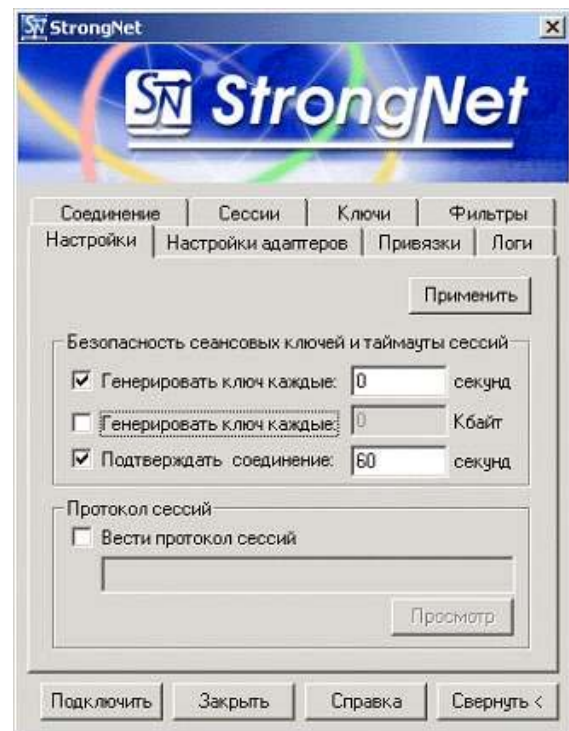 StrongNet
SN StrongNet
Соединение Сессии Ключи Фильтры
Настройки Настройки адаптеров Привязки Логи
Применить
Безопасность сеансовых ключей и таймауты сессий
Генерировать ключ каждые: 0 секунд
Генерировать ключ каждые: 0 Кбайт
Подтверждать соединение: 60 секунд
Протокол сессий
Вести протокол сессий
Просмотр
Подключить Закрыть Справка Свернуть <